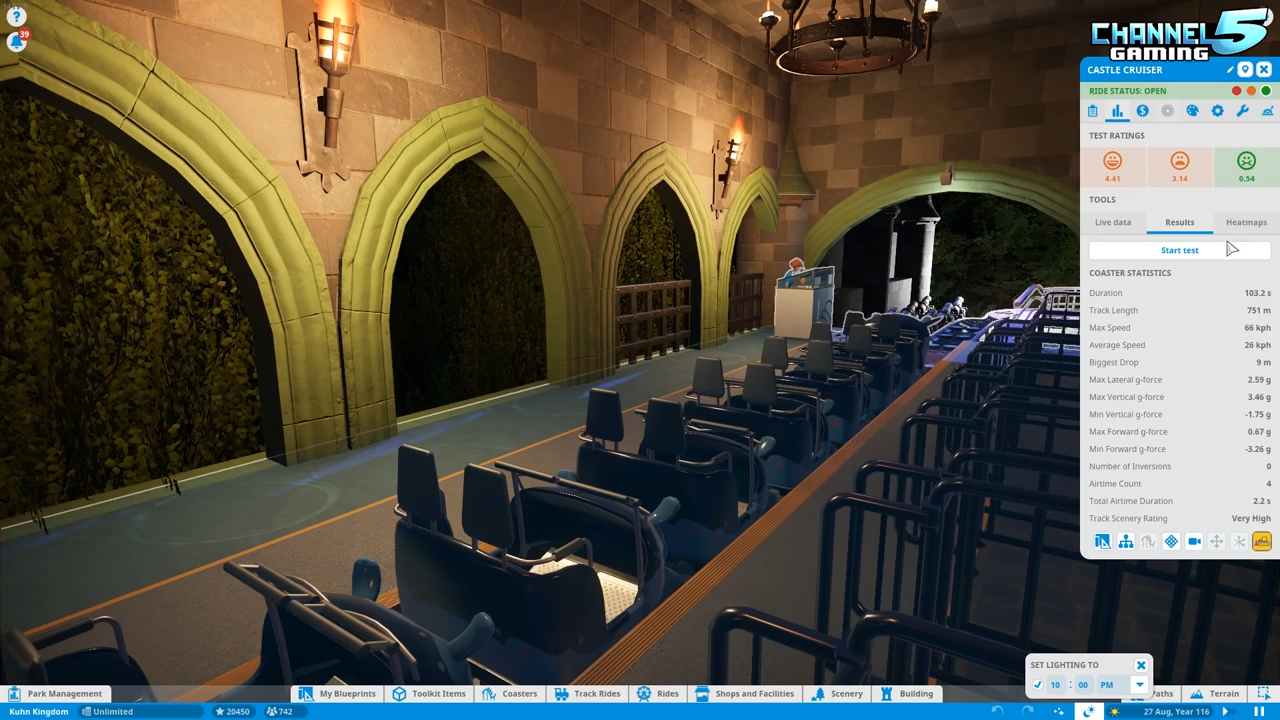 ?
39
CHANNEL 5
GAMING
CASTLE CRUISER
RIDE STATUS: OPEN
TEST RATINGS
4.41 3.14 0.54
TOOLS
Live data Results Heatmaps
Start test
COASTER STATISTICS
Duration 103.2 s
Track Length 751 m
Max Speed 66 kph
Average Speed 26 kph
Biggest Drop 9 m
Max Lateral g-force 2.59 g
Max Vertical g-force 3.46 g
Min Vertical g-force -1.75 g
Max Forward g-force 0.67 g
Min Forward g-force -3.26 g
Number of Inversions 0
Airtime Count 4
Total Airtime Duration 2.2 s
Track Scenery Rating Very High
SET LIGHTING TO
10 : 00 PM
Park Management My Blueprints Toolkit Items Coasters Track Rides Rides Shops and Facilities Scenery Building Paths Terrain
Kuhn Kingdom Unlimited 20450 742 27 Aug, Year 116